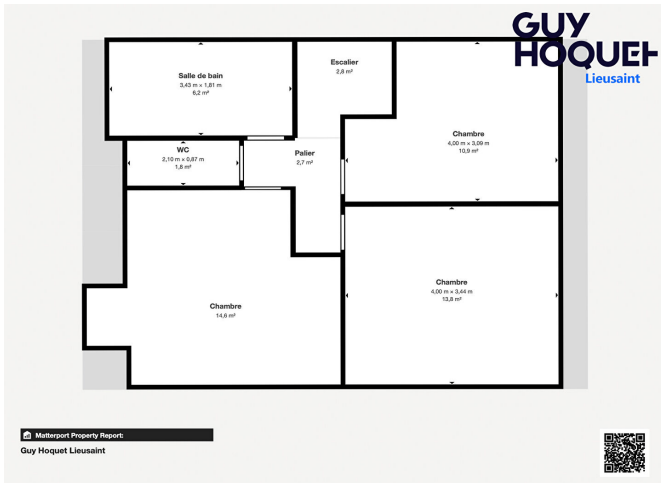 GUY
HOQUET
Lieusaint
Salle de bain
3,43 m × 1,81 m
6,2 m²
Escalier
2,8 m²
WC
2,10 m × 0,87 m
1,8 m²
Palier
2,7 m²
Chambre
4,00 m × 3,09 m
10,9 m²
Chambre
4,00 m × 3,44 m
13,8 m²
Chambre
14,6 m²
Matterport Property Report:
Guy Hoquet Lieusaint